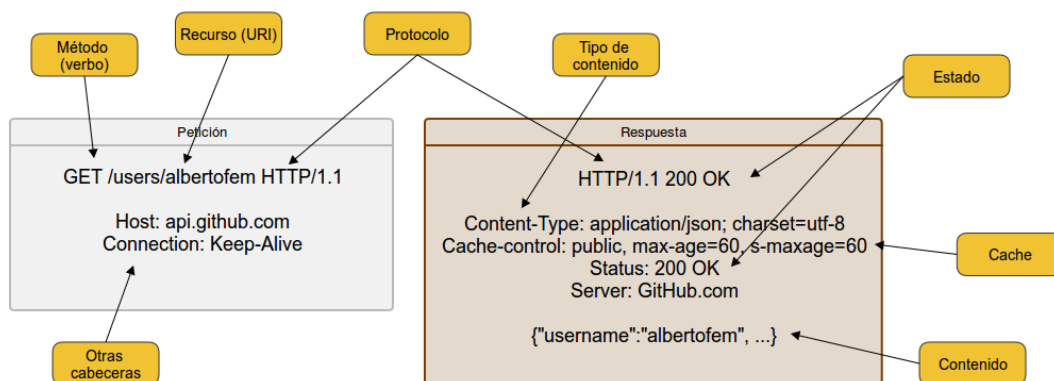 Método
(verbo)
Recurso (URI)
Protocolo
Tipo de
contenido
Estado
Petición
GET /users/albertofem HTTP/1.1
Host: api.github.com
Connection: Keep-Alive
Otras
cabeceras
Respuesta
HTTP/1.1 200 OK
Content-Type: application/json; charset=utf-8
Cache-control: public, max-age=60, s-maxage=60
Status: 200 OK
Server: GitHub.com
{"username":"albertofem", ...}
Cache
Contenido